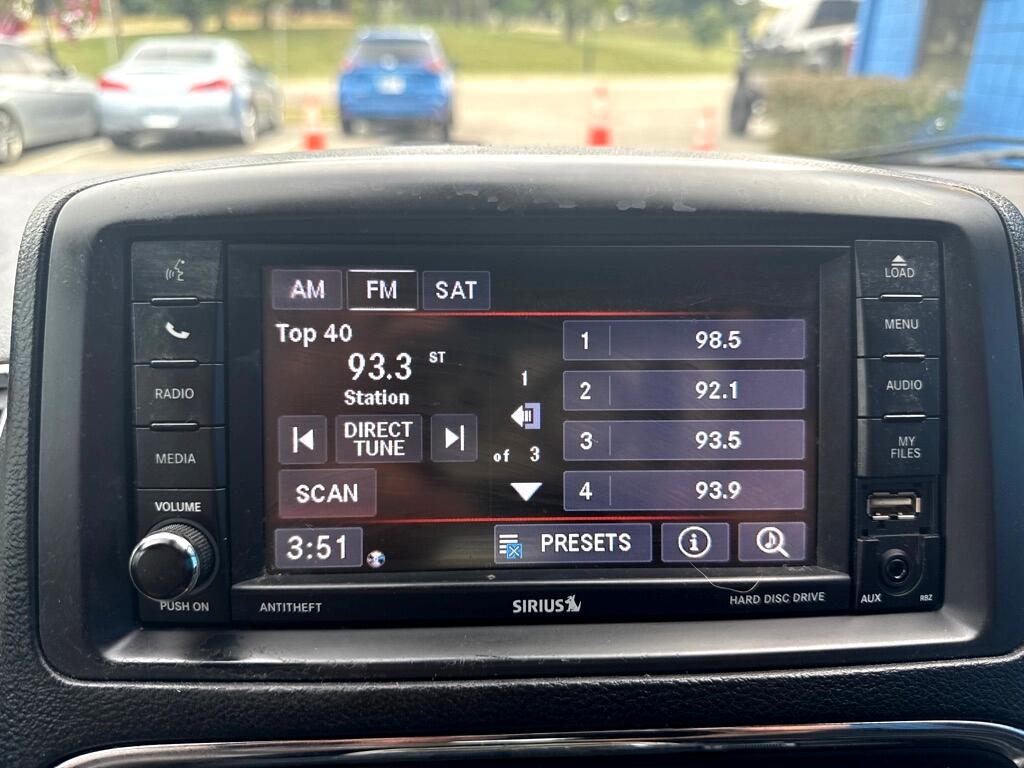 AM FM SAT
Top 40
93.3 ST
Station
DIRECT
TUNE
SCAN
1
of 3
1 98.5
2 92.1
3 93.5
4 93.9
3:51
PRESETS
i
RADIO
MEDIA
VOLUME
PUSH ON
ANTITHEFT
SIRIUS
HARD DISC DRIVE
LOAD
MENU
AUDIO
MY
FILES
AUX
RBZ